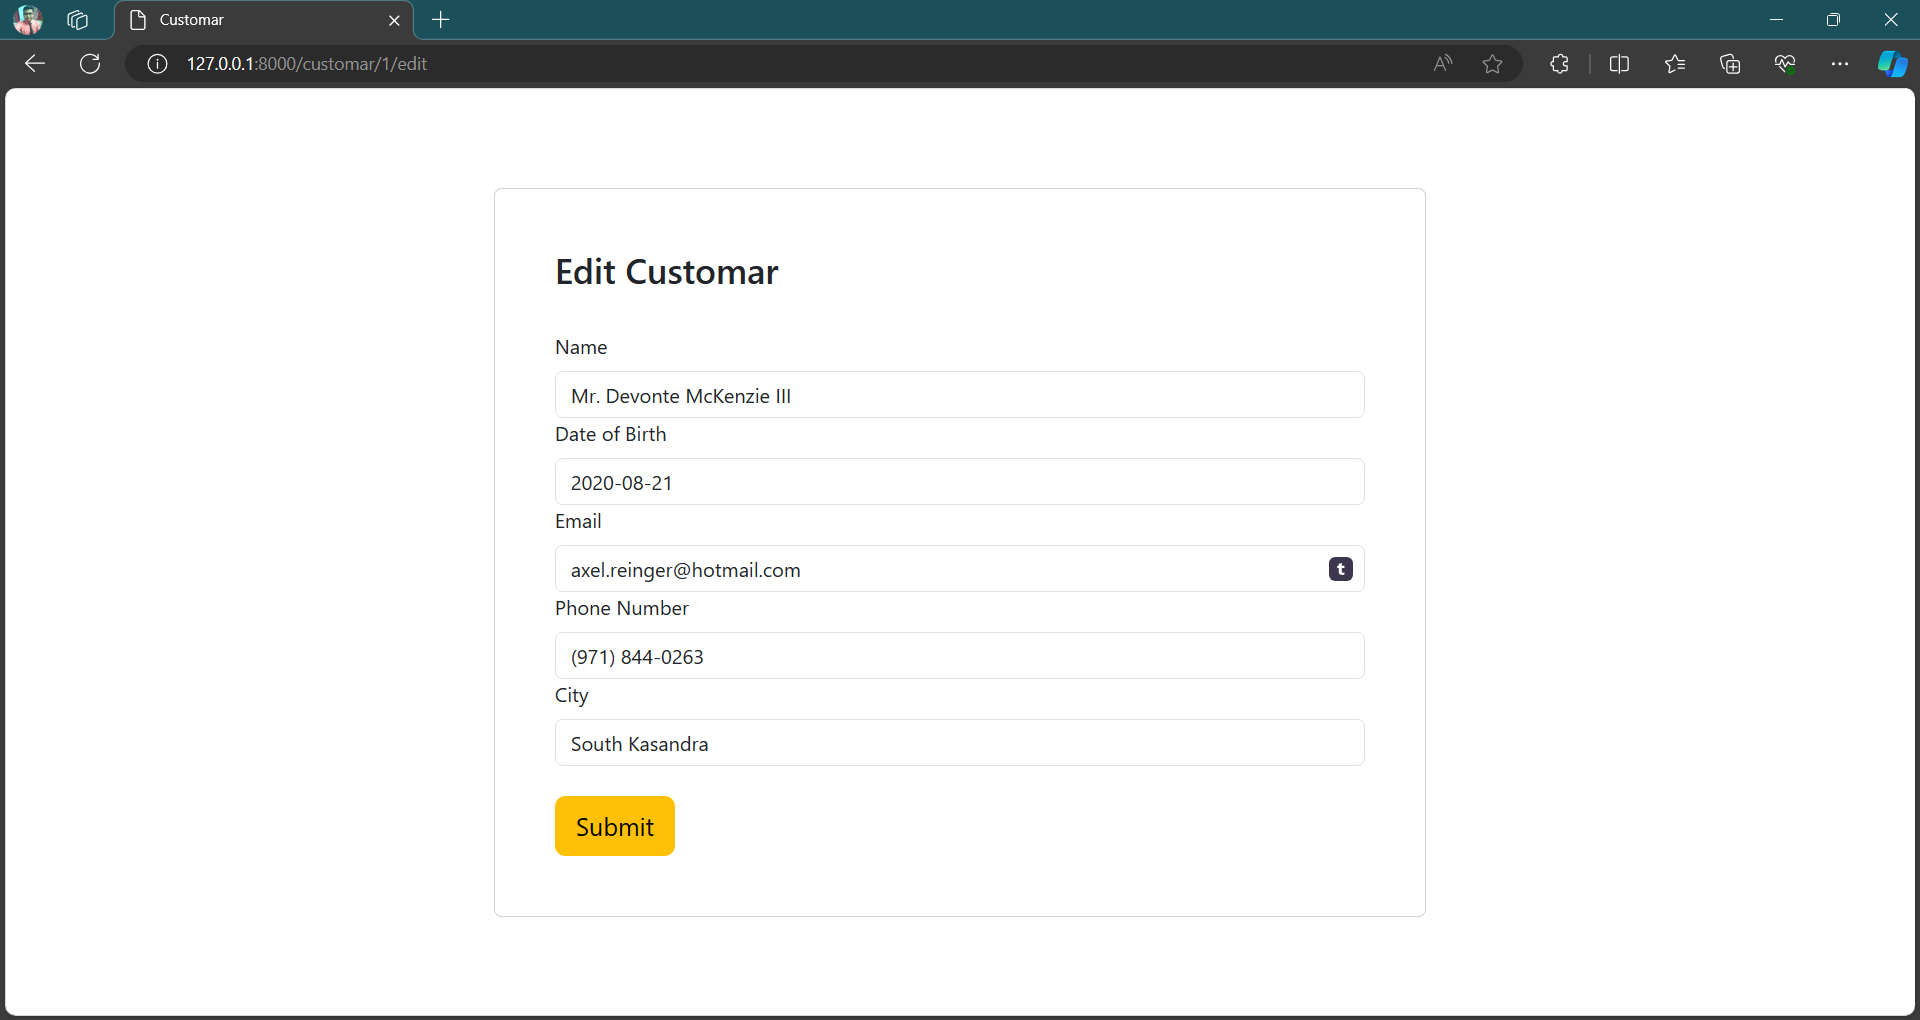 Customar
127.0.0.1:8000/customar/1/edit
Edit Customar
Name
Mr. Devonte McKenzie III
Date of Birth
2020-08-21
Email
axel.reinger@hotmail.com
t
Phone Number
(971) 844-0263
City
South Kasandra
Submit